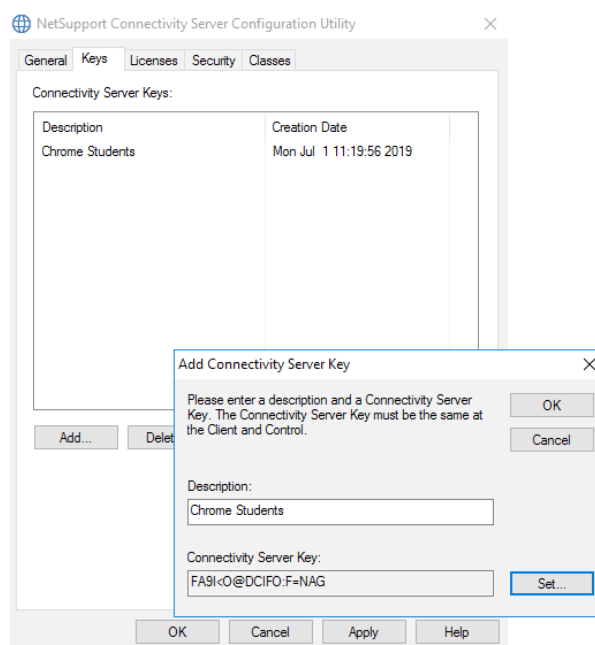 NetSupport Connectivity Server Configuration Utility
General Keys Licenses Security Classes
Connectivity Server Keys:
Description Creation Date
Chrome Students Mon Jul 1 11:19:56 2019
Add... Delet
Add Connectivity Server Key
Please enter a description and a Connectivity Server
Key. The Connectivity Server Key must be the same at
the Client and Control.
OK
Cancel
Description:
Chrome Students
Connectivity Server Key:
FA9I<O@DCIFO:F=NAG
Set...
OK Cancel Apply Help